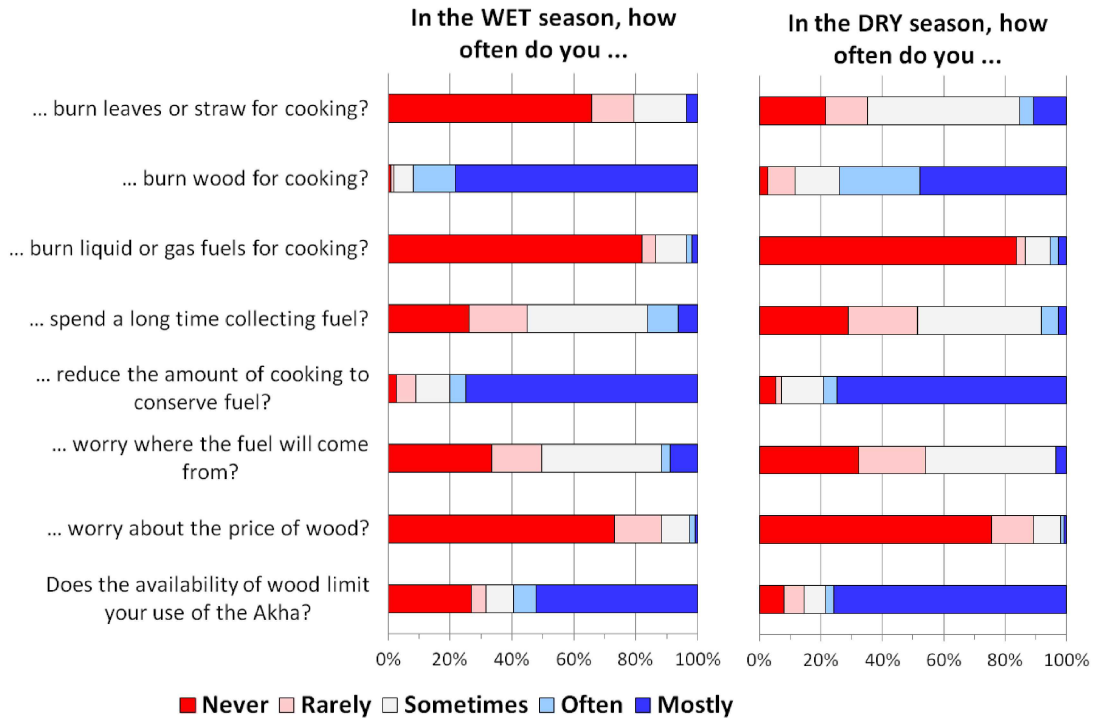 In the WET season, how
often do you ...
In the DRY season, how
often do you ...
... burn leaves or straw for cooking?
... burn wood for cooking?
... burn liquid or gas fuels for cooking?
... spend a long time collecting fuel?
... reduce the amount of cooking to
conserve fuel?
... worry where the fuel will come
from?
... worry about the price of wood?
Does the availability of wood limit
your use of the Akha?
0% 20% 40% 60% 80% 100%
0% 20% 40% 60% 80% 100%
Never Rarely Sometimes Often Mostly